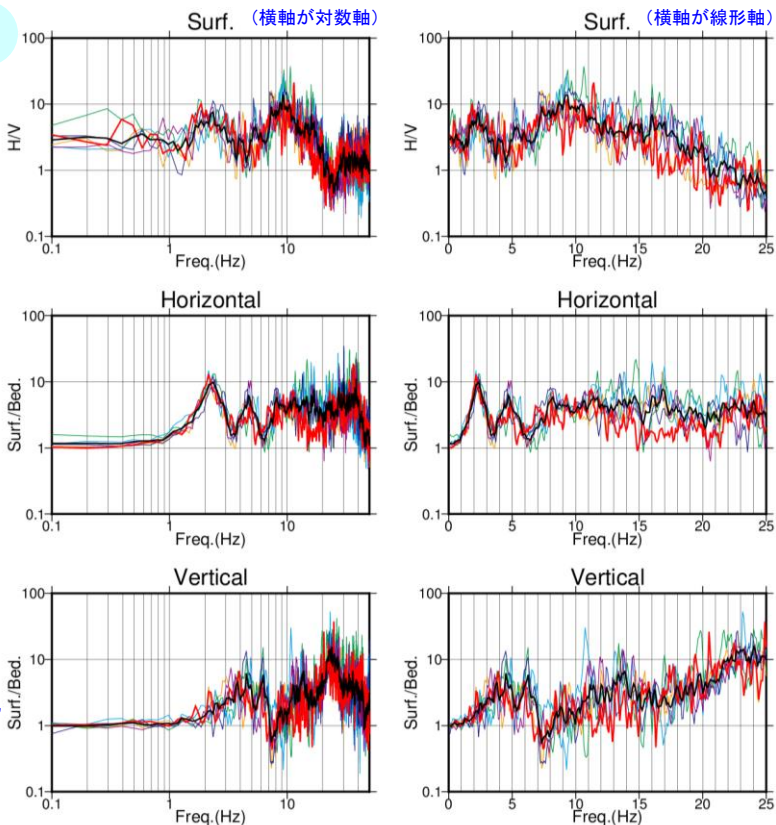 Surf. (横軸が対数軸)
100
10
1
0.1
H/V
0.1 1 10
Freq.(Hz)
Surf. (横軸が線形軸)
100
10
1
0.1
H/V
0 5 10 15 20 25
Freq.(Hz)
Horizontal
100
10
1
0.1
Surf./Bed.
0.1 1 10
Freq.(Hz)
Horizontal
100
10
1
0.1
Surf./Bed.
0 5 10 15 20 25
Freq.(Hz)
Vertical
100
10
1
0.1
Surf./Bed.
0.1 1 10
Freq.(Hz)
Vertical
100
10
1
0.1
Surf./Bed.
0 5 10 15 20 25
Freq.(Hz)